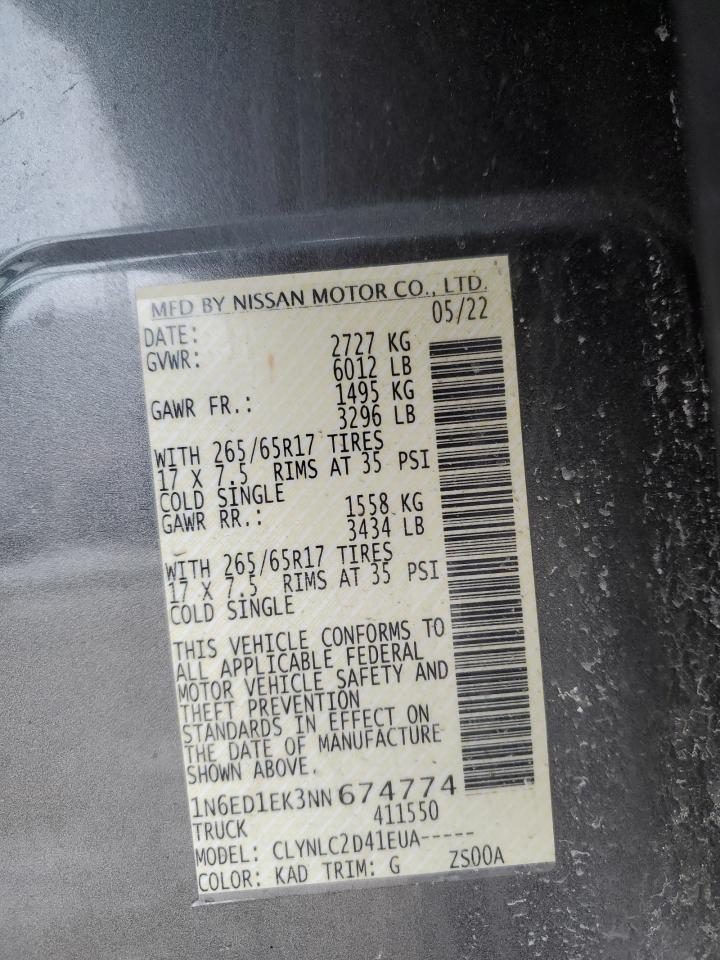 MFD BY NISSAN MOTOR CO., LTD.
DATE: 05/22
GVWR: 2727 KG
6012 LB
GAWR FR.: 1495 KG
3296 LB
WITH 265/65R17 TIRES
17 X 7.5 RIMS AT 35 PSI
COLD SINGLE
GAWR RR.: 1558 KG
3434 LB
WITH 265/65R17 TIRES
17 X 7.5 RIMS AT 35 PSI
COLD SINGLE
THIS VEHICLE CONFORMS TO
ALL APPLICABLE FEDERAL
MOTOR VEHICLE SAFETY AND
THEFT PREVENTION
STANDARDS IN EFFECT ON
THE DATE OF MANUFACTURE
SHOWN ABOVE.
1N6ED1EK3NN674774
TRUCK 411550
MODEL: CLYNLC2D41EUA-----
COLOR: KAD TRIM: G ZS00A